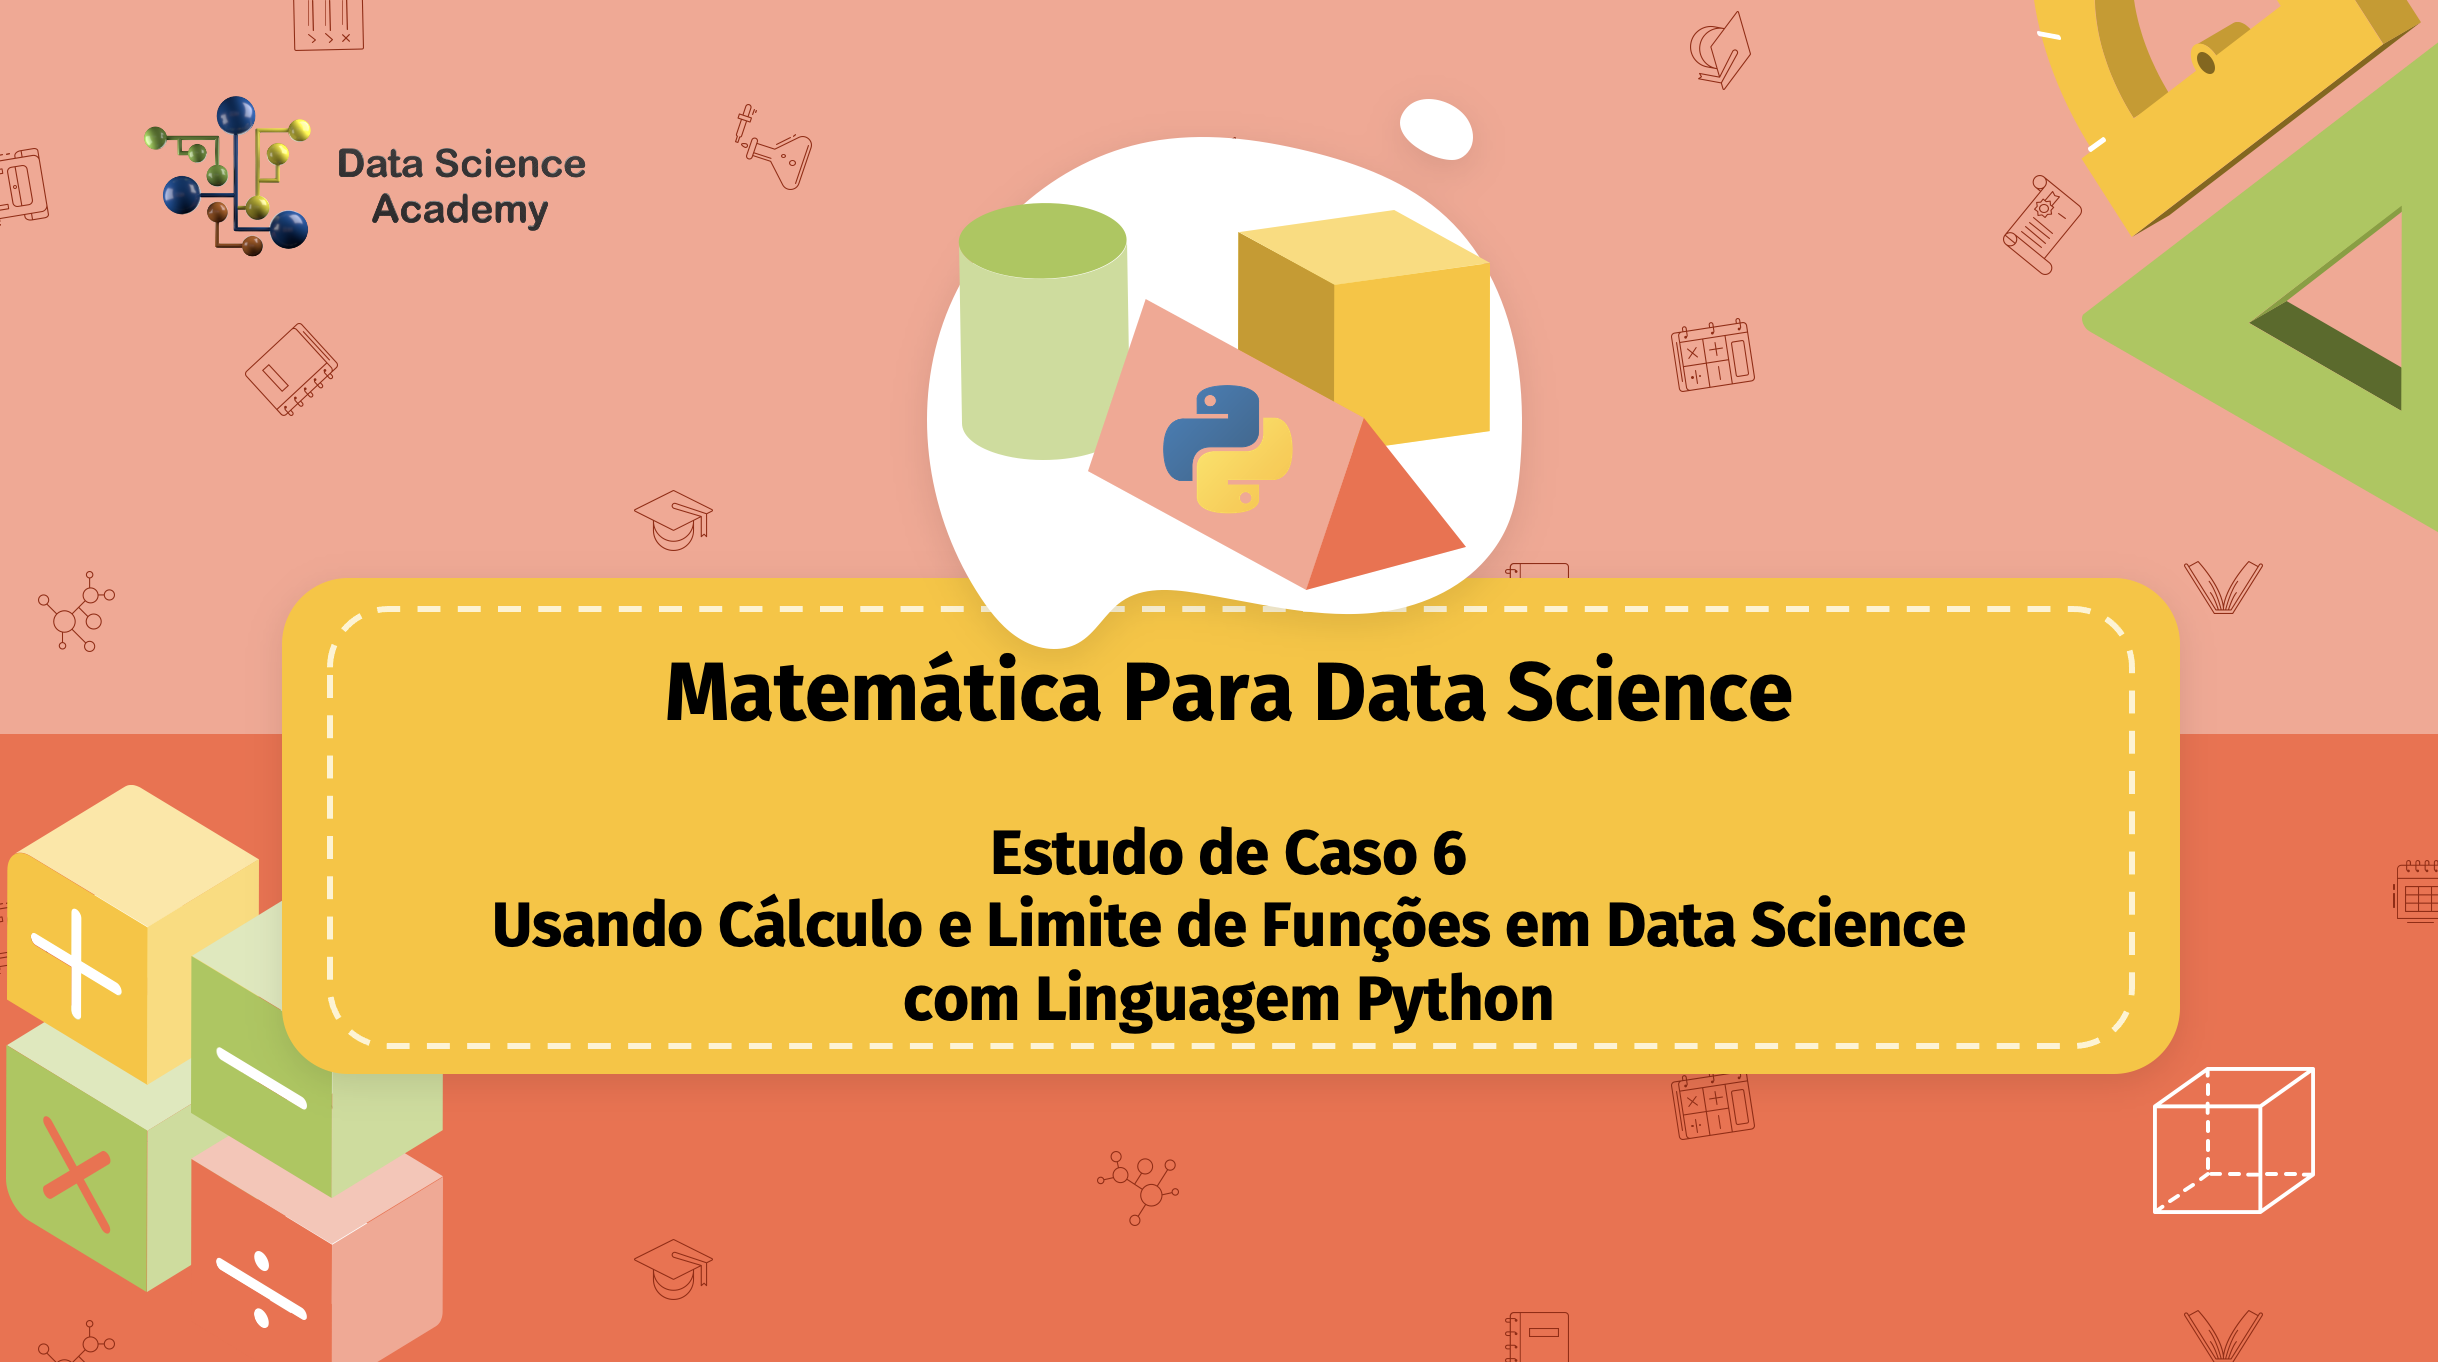 Data Science
Academy
Matemática Para Data Science
Estudo de Caso 6
Usando Cálculo e Limite de Funções em Data Science
com Linguagem Python